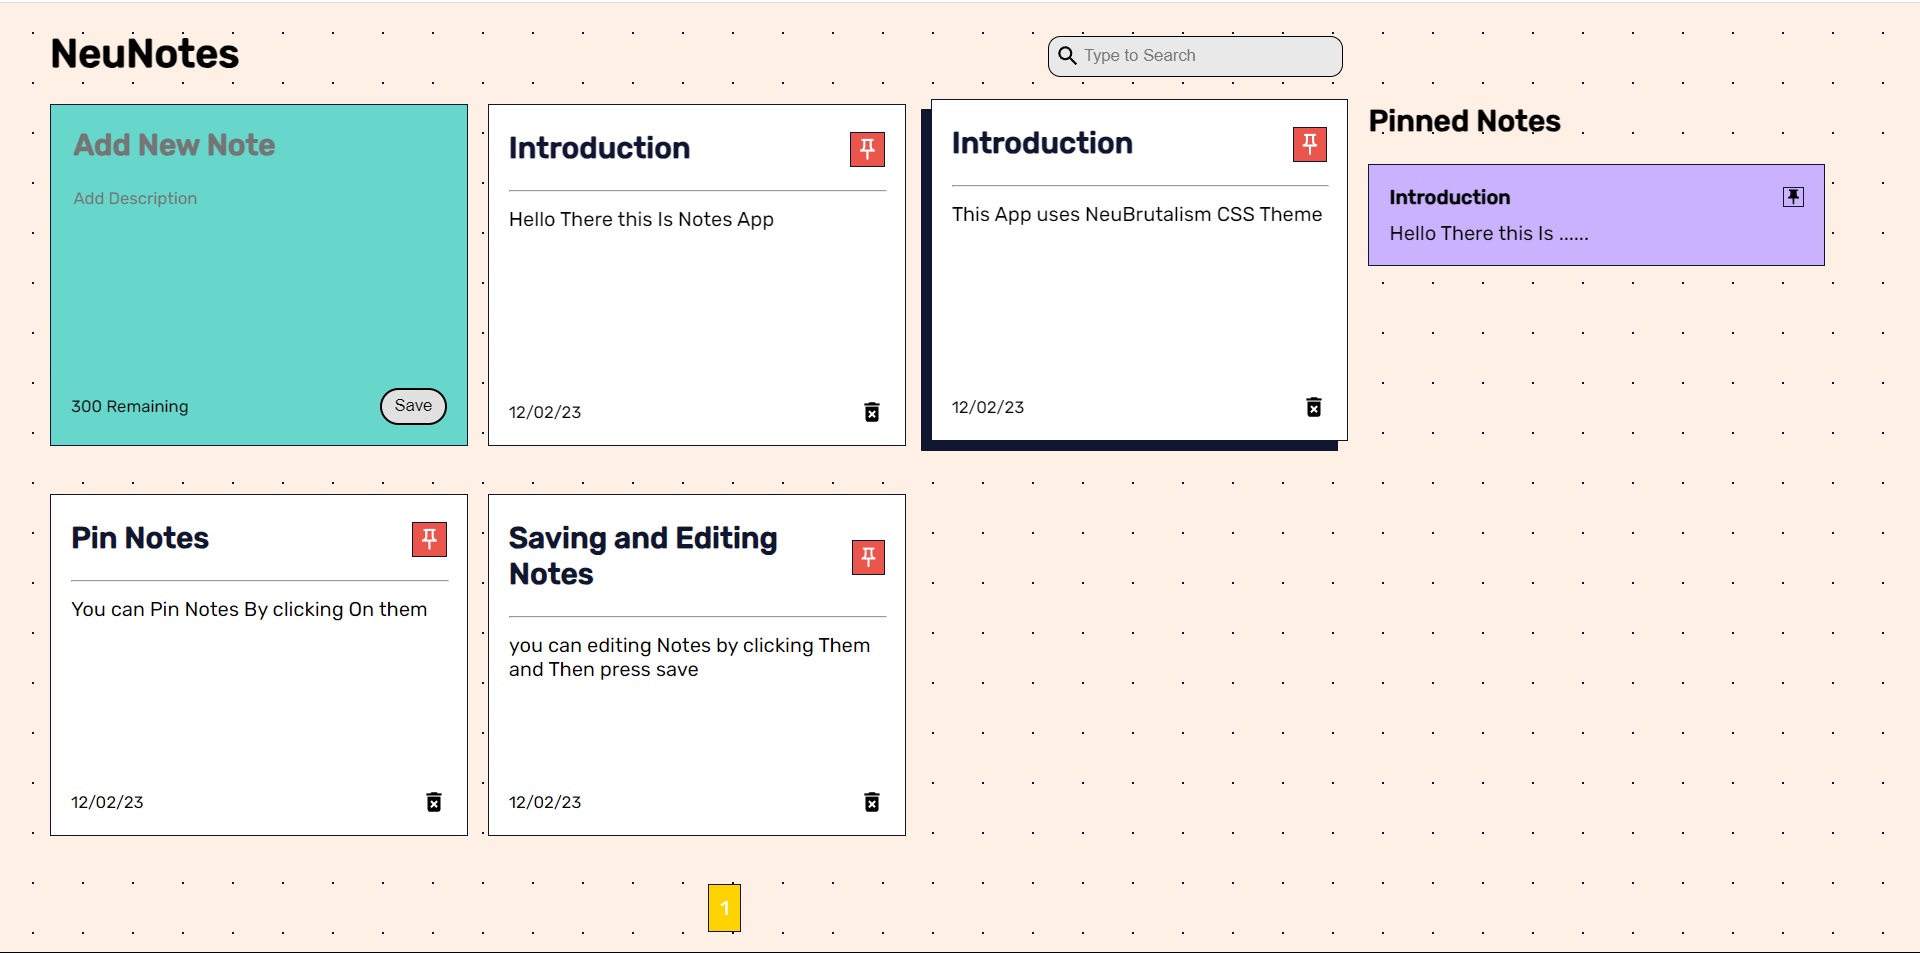 NeuNotes
Type to Search
Add New Note
Add Description
300 Remaining
Save
Introduction
Hello There this Is Notes App
12/02/23
Introduction
This App uses NeuBrutalism CSS Theme
12/02/23
Pinned Notes
Introduction
Hello There this Is ......
Pin Notes
You can Pin Notes By clicking On them
12/02/23
Saving and Editing
Notes
you can editing Notes by clicking Them
and Then press save
12/02/23
1